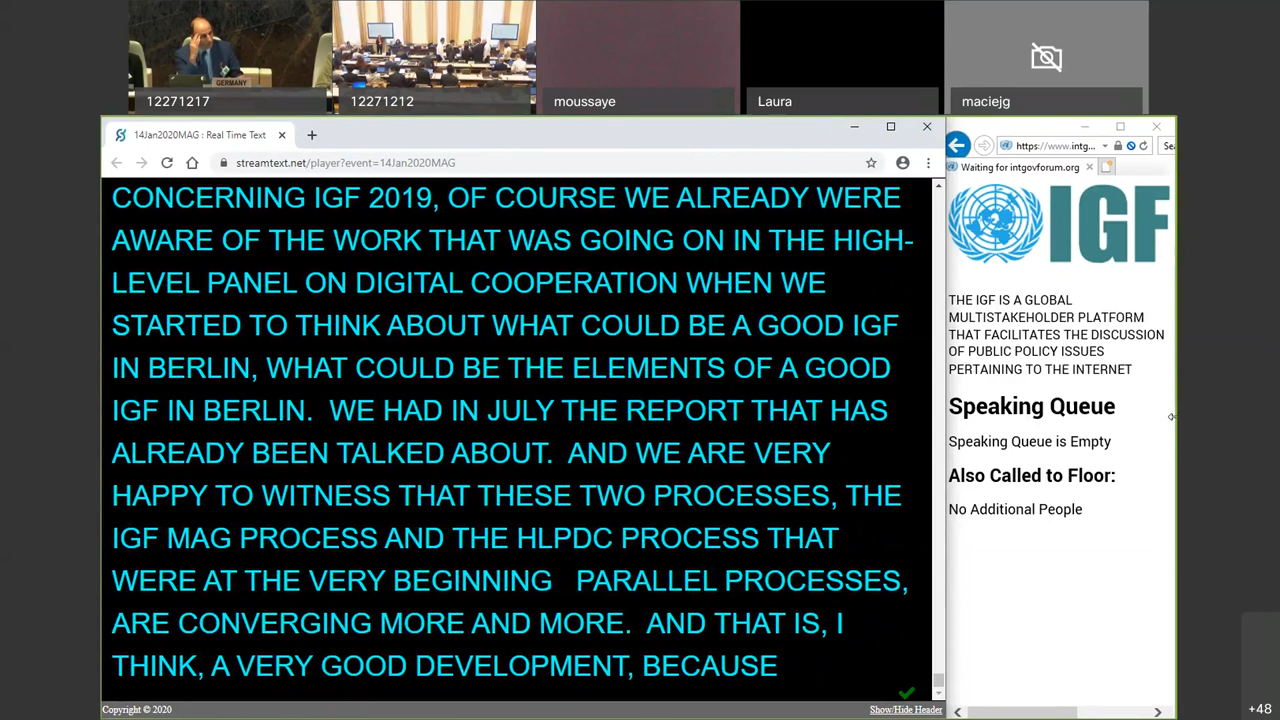 GERMANY
12271217
12271212
moussaye
Laura
maciejg
14Jan2020MAG : Real Time Text
streamtext.net/player?event=14Jan2020MAG
CONCERNING IGF 2019, OF COURSE WE ALREADY WERE
AWARE OF THE WORK THAT WAS GOING ON IN THE HIGH-
LEVEL PANEL ON DIGITAL COOPERATION WHEN WE
STARTED TO THINK ABOUT WHAT COULD BE A GOOD IGF
IN BERLIN, WHAT COULD BE THE ELEMENTS OF A GOOD
IGF IN BERLIN.  WE HAD IN JULY THE REPORT THAT HAS
ALREADY BEEN TALKED ABOUT.  AND WE ARE VERY
HAPPY TO WITNESS THAT THESE TWO PROCESSES, THE
IGF MAG PROCESS AND THE HLPDC PROCESS THAT
WERE AT THE VERY BEGINNING   PARALLEL PROCESSES,
ARE CONVERGING MORE AND MORE.  AND THAT IS, I
THINK, A VERY GOOD DEVELOPMENT, BECAUSE
Copyright © 2020
Show/Hide Header
https://www.intg...
Sea
Waiting for intgovforum.org
IGF
THE IGF IS A GLOBAL
MULTISTAKEHOLDER PLATFORM
THAT FACILITATES THE DISCUSSION
OF PUBLIC POLICY ISSUES
PERTAINING TO THE INTERNET
Speaking Queue
Speaking Queue is Empty
Also Called to Floor:
No Additional People
+48